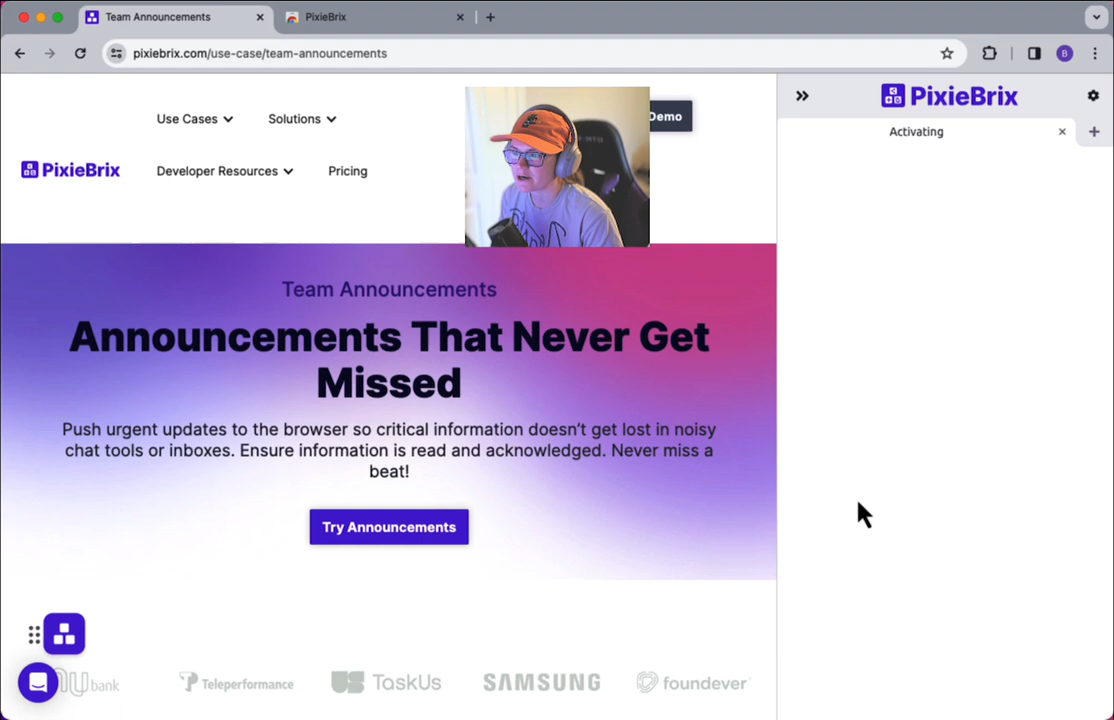 Team Announcements
PixieBrix
pixiebrix.com/use-case/team-announcements
B
Use Cases
Solutions
Demo
PixieBrix
Developer Resources
Pricing
PixieBrix
Activating
Team Announcements
Announcements That Never Get
Missed
Push urgent updates to the browser so critical information doesn’t get lost in noisy
chat tools or inboxes. Ensure information is read and acknowledged. Never miss a
beat!
Try Announcements
bank
Teleperformance
TaskUs
SAMSUNG
foundever